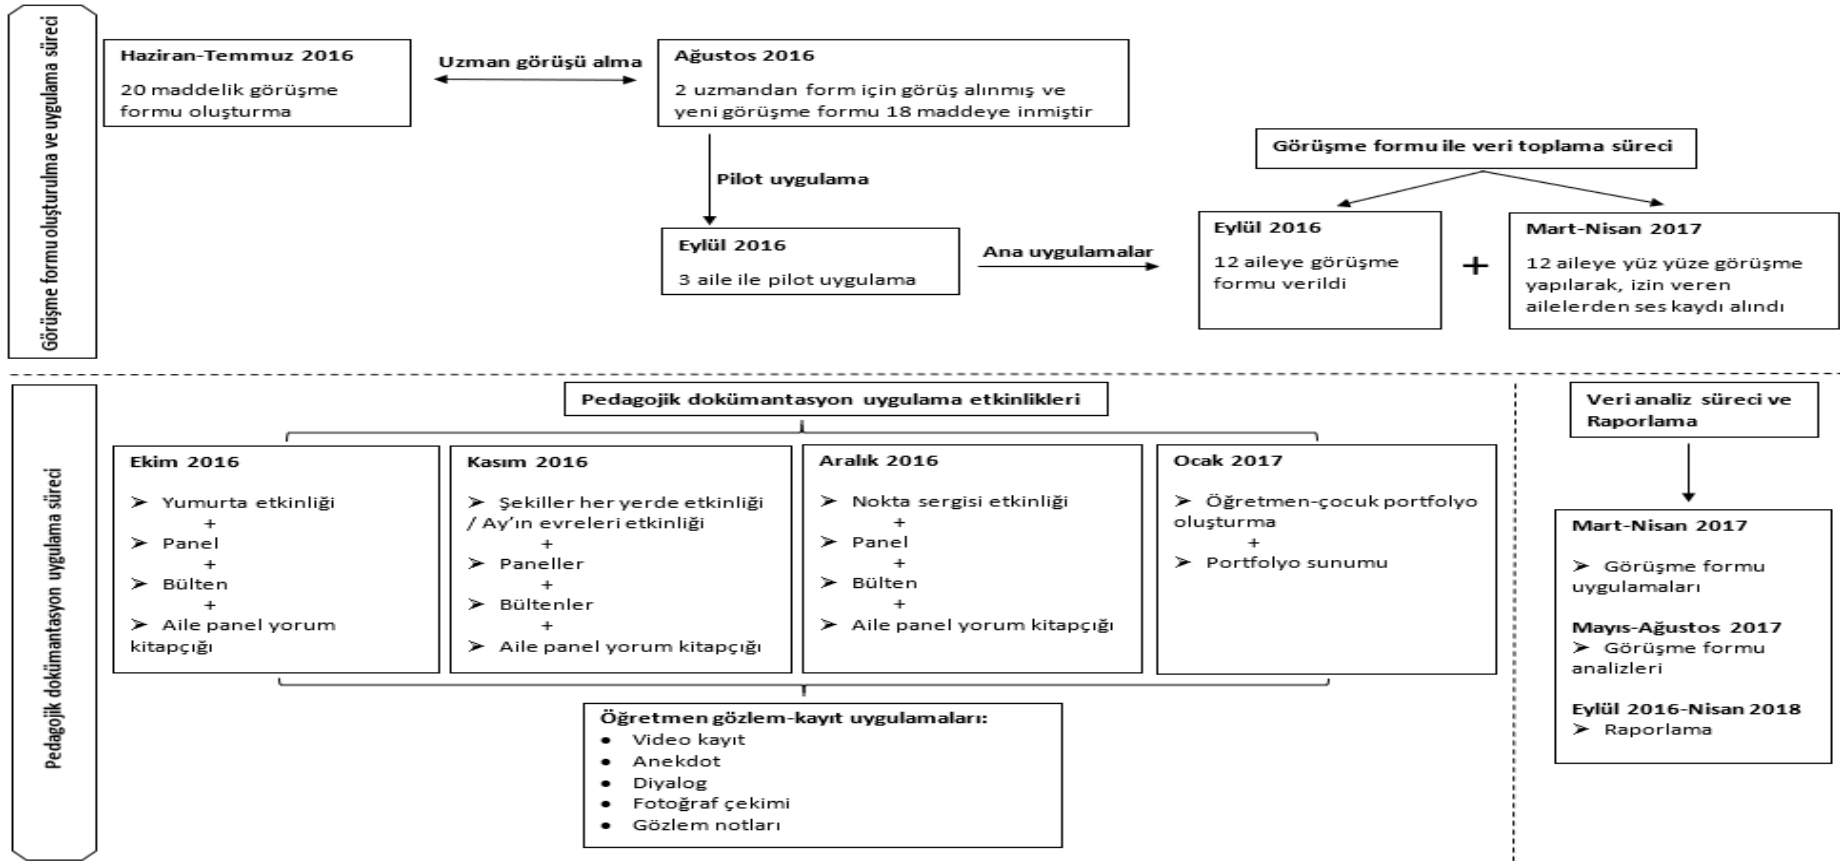 Görüşme formu oluşturulma ve uygulama süreci
Haziran-Temmuz 2016
20 maddelik görüşme
formu oluşturma
Uzman görüşü alma
Ağustos 2016
2 uzmandan form için görüş alınmış ve
yeni görüşme formu 18 maddeye inmiştir
Pilot uygulama
Eylül 2016
3 aile ile pilot uygulama
Ana uygulamalar
Görüşme formu ile veri toplama süreci
Eylül 2016
12 aileye görüşme
formu verildi
+
Mart-Nisan 2017
12 aileye yüz yüze görüşme
yapılarak, izin veren
ailelerden ses kaydı alındı
Pedagojik dokümantasyon uygulama süreci
Pedagojik dokümantasyon uygulama etkinlikleri
Ekim 2016
➢ Yumurta etkinliği
+
➢ Panel
+
➢ Bülten
+
➢ Aile panel yorum
kitapçığı
Kasım 2016
➢ Şekiller her yerde etkinliği
/ Ay’ın evreleri etkinliği
+
➢ Paneller
+
➢ Bültenler
+
➢ Aile panel yorum kitapçığı
Aralık 2016
➢ Nokta sergisi etkinliği
+
➢ Panel
+
➢ Bülten
+
➢ Aile panel yorum kitapçığı
Ocak 2017
➢ Öğretmen-çocuk portfolyo
oluşturma
+
➢ Portfolyo sunumu
Öğretmen gözlem-kayıt uygulamaları:
• Video kayıt
• Anekdot
• Diyalog
• Fotoğraf çekimi
• Gözlem notları
Veri analiz süreci ve
Raporlama
Mart-Nisan 2017
➢ Görüşme formu
uygulamaları
Mayıs-Ağustos 2017
➢ Görüşme formu
analizleri
Eylül 2016-Nisan 2018
➢ Raporlama